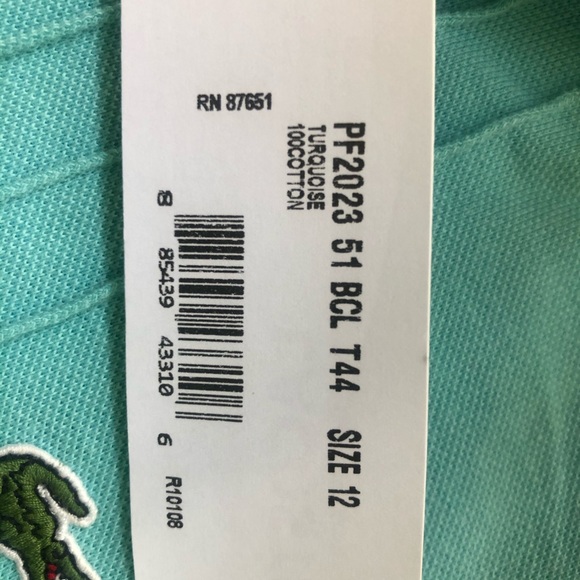 RN 87651
PF2023 51 BCL T44 SIZE 12
TURQUOISE
100COTTON
8 85439 43310 6
R10108